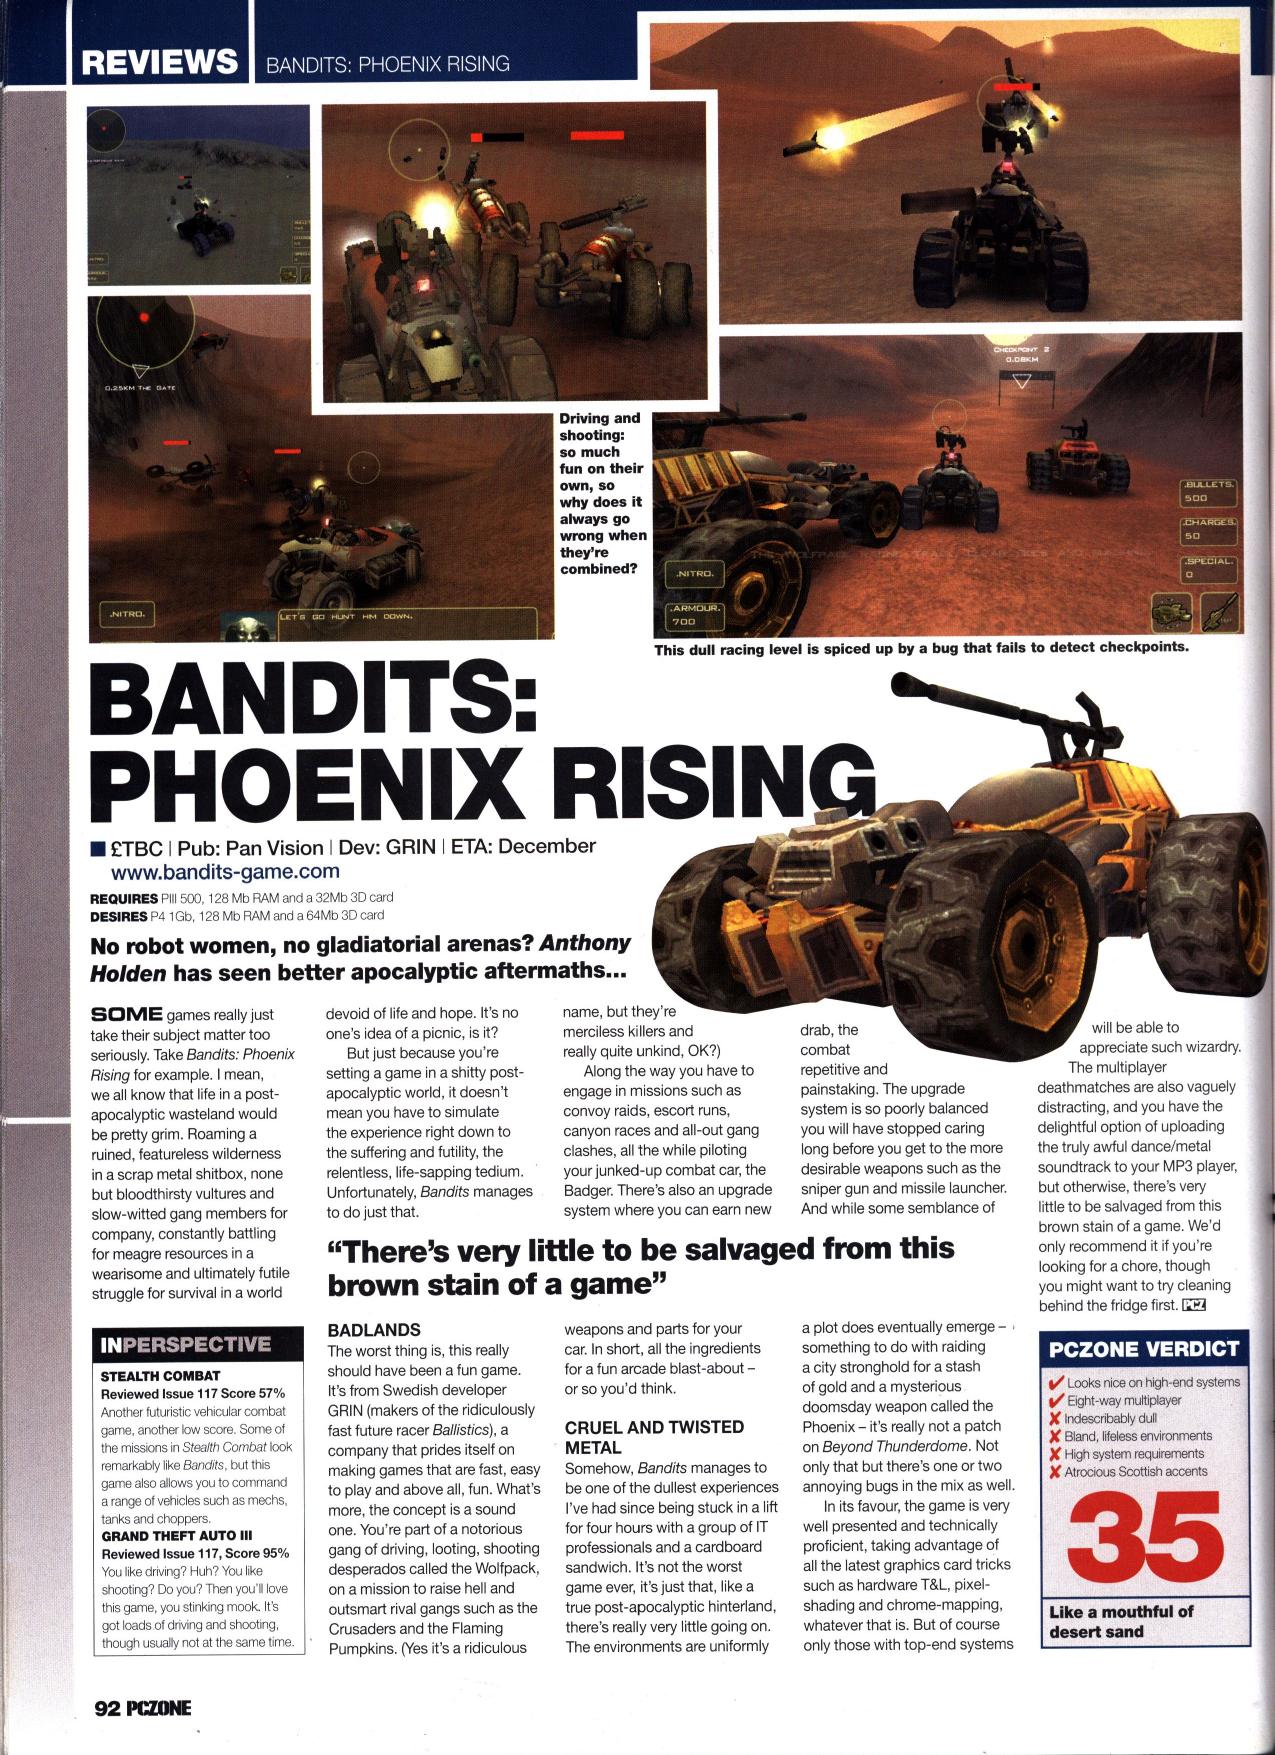 REVIEWS
BANDITS: PHOENIX RISING
0.25KM THE GATE
.NITRO.
LET'S GO HUNT HIM DOWN.
Driving and
shooting:
so much
fun on their
own, so
why does it
always go
wrong when
they're
combined?
CHECKPOINT 2
0.08KM
.BULLETS.
500
.CHARGES.
50
.SPECIAL.
0
.NITRO.
.ARMOUR.
700
This dull racing level is spiced up by a bug that fails to detect checkpoints.
BANDITS:
PHOENIX RISING
£TBC | Pub: Pan Vision | Dev: GRIN | ETA: December
www.bandits-game.com
REQUIRES PIII 500, 128 Mb RAM and a 32Mb 3D card
DESIRES P4 1Gb, 128 Mb RAM and a 64Mb 3D card
No robot women, no gladiatorial arenas? Anthony
Holden has seen better apocalyptic aftermaths...
SOME games really just
take their subject matter too
seriously. Take Bandits: Phoenix
Rising for example. I mean,
we all know that life in a post-
apocalyptic wasteland would
be pretty grim. Roaming a
ruined, featureless wilderness
in a scrap metal shitbox, none
but bloodthirsty vultures and
slow-witted gang members for
company, constantly battling
for meagre resources in a
wearisome and ultimately futile
struggle for survival in a world
devoid of life and hope. It's no
one's idea of a picnic, is it?
But just because you're
setting a game in a shitty post-
apocalyptic world, it doesn't
mean you have to simulate
the experience right down to
the suffering and futility, the
relentless, life-sapping tedium.
Unfortunately, Bandits manages
to do just that.
"There's very little to be salvaged from this
brown stain of a game"
BADLANDS
The worst thing is, this really
should have been a fun game.
It's from Swedish developer
GRIN (makers of the ridiculously
fast future racer Ballistics), a
company that prides itself on
making games that are fast, easy
to play and above all, fun. What's
more, the concept is a sound
one. You're part of a notorious
gang of driving, looting, shooting
desperados called the Wolfpack,
on a mission to raise hell and
outsmart rival gangs such as the
Crusaders and the Flaming
Pumpkins. (Yes it's a ridiculous
name, but they're
merciless killers and
really quite unkind, OK?)
Along the way you have to
engage in missions such as
convoy raids, escort runs,
canyon races and all-out gang
clashes, all the while piloting
your junked-up combat car, the
Badger. There's also an upgrade
system where you can earn new
weapons and parts for your
car. In short, all the ingredients
for a fun arcade blast-about –
or so you'd think.
CRUEL AND TWISTED
METAL
Somehow, Bandits manages to
be one of the dullest experiences
I've had since being stuck in a lift
for four hours with a group of IT
professionals and a cardboard
sandwich. It's not the worst
game ever, it's just that, like a
true post-apocalyptic hinterland,
there's really very little going on.
The environments are uniformly
drab, the
combat
repetitive and
painstaking. The upgrade
system is so poorly balanced
you will have stopped caring
long before you get to the more
desirable weapons such as the
sniper gun and missile launcher.
And while some semblance of
a plot does eventually emerge –
something to do with raiding
a city stronghold for a stash
of gold and a mysterious
doomsday weapon called the
Phoenix – it's really not a patch
on Beyond Thunderdome. Not
only that but there's one or two
annoying bugs in the mix as well.
In its favour, the game is very
well presented and technically
proficient, taking advantage of
all the latest graphics card tricks
such as hardware T&L, pixel-
shading and chrome-mapping,
whatever that is. But of course
only those with top-end systems
will be able to
appreciate such wizardry.
The multiplayer
deathmatches are also vaguely
distracting, and you have the
delightful option of uploading
the truly awful dance/metal
soundtrack to your MP3 player,
but otherwise, there's very
little to be salvaged from this
brown stain of a game. We'd
only recommend it if you're
looking for a chore, though
you might want to try cleaning
behind the fridge first. PCZ
INPERSPECTIVE
STEALTH COMBAT
Reviewed Issue 117 Score 57%
Another futuristic vehicular combat
game, another low score. Some of
the missions in Stealth Combat look
remarkably like Bandits, but this
game also allows you to command
a range of vehicles such as mechs,
tanks and choppers.
GRAND THEFT AUTO III
Reviewed Issue 117, Score 95%
You like driving? Huh? You like
shooting? Do you? Then you'll love
this game, you stinking mook. It's
got loads of driving and shooting,
though usually not at the same time.
PCZONE VERDICT
Looks nice on high-end systems
Eight-way multiplayer
Indescribably dull
Bland, lifeless environments
High system requirements
Atrocious Scottish accents
35
Like a mouthful of
desert sand
92 PCZONE